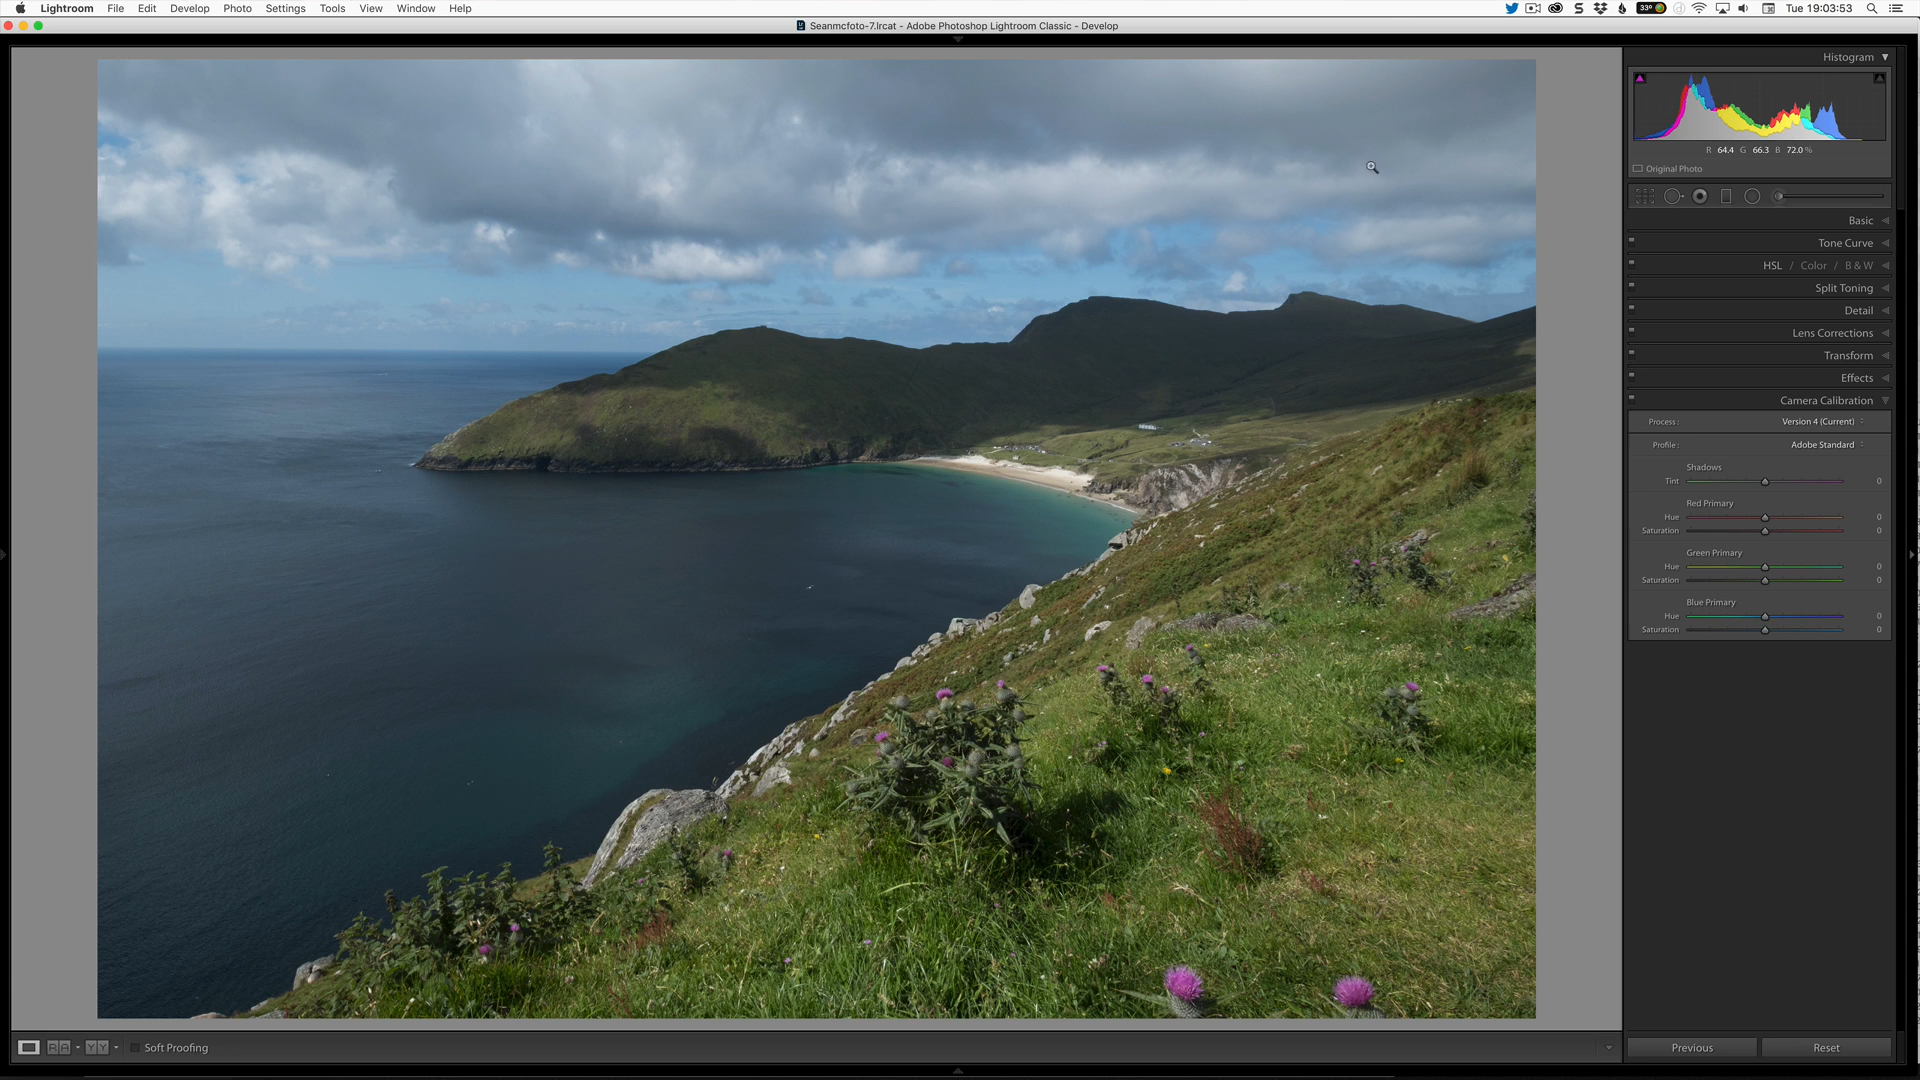 Lightroom File Edit Develop Photo Settings Tools View Window Help 33° Tue 19:03:53
Seanmcfoto-7.lrcat - Adobe Photoshop Lightroom Classic - Develop
Histogram
R 64.4 G 66.3 B 72.0 %
Original Photo
Basic
Tone Curve
HSL / Color / B & W
Split Toning
Detail
Lens Corrections
Transform
Effects
Camera Calibration
Process : Version 4 (Current)
Profile : Adobe Standard
Shadows
Tint 0
Red Primary
Hue 0
Saturation 0
Green Primary
Hue 0
Saturation 0
Blue Primary
Hue 0
Saturation 0
R A Y Y Soft Proofing Previous Reset